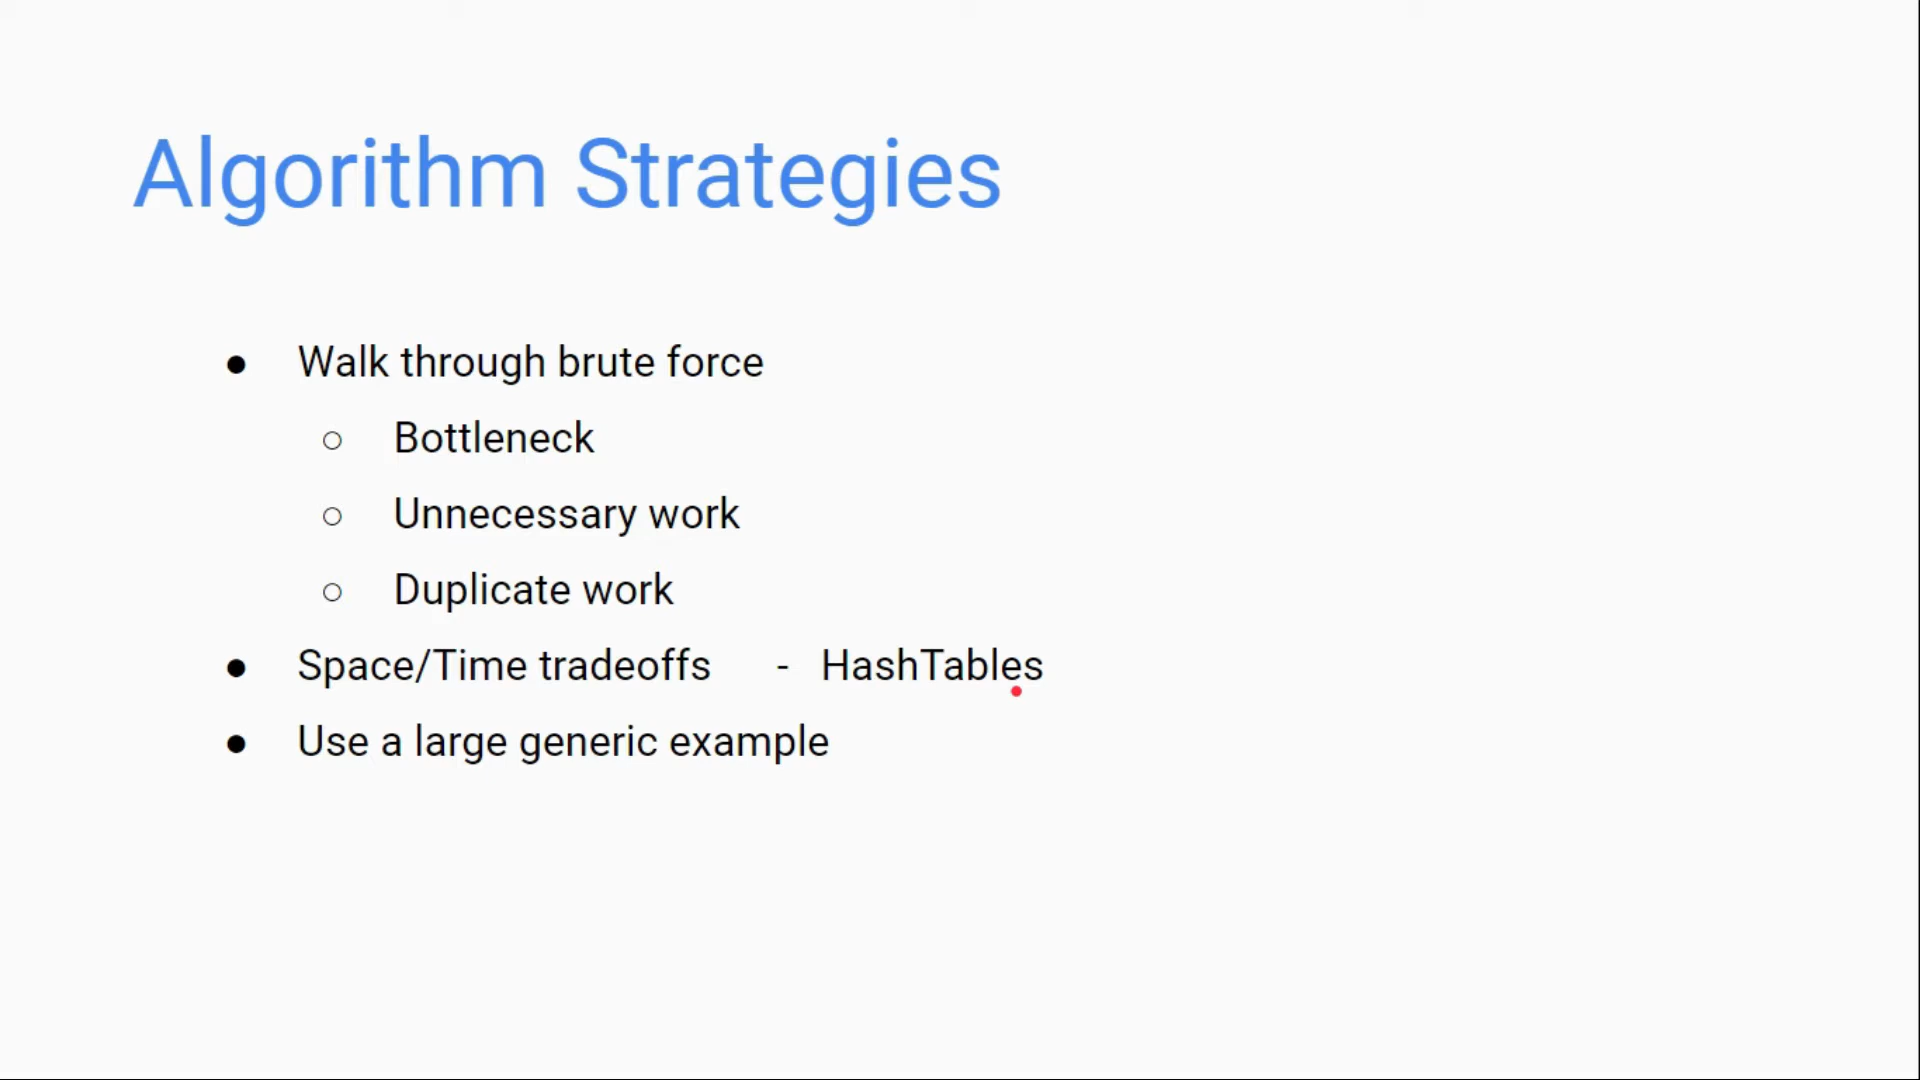 Algorithm Strategies
● Walk through brute force
○ Bottleneck
○ Unnecessary work
○ Duplicate work
● Space/Time tradeoffs - HashTables
● Use a large generic example